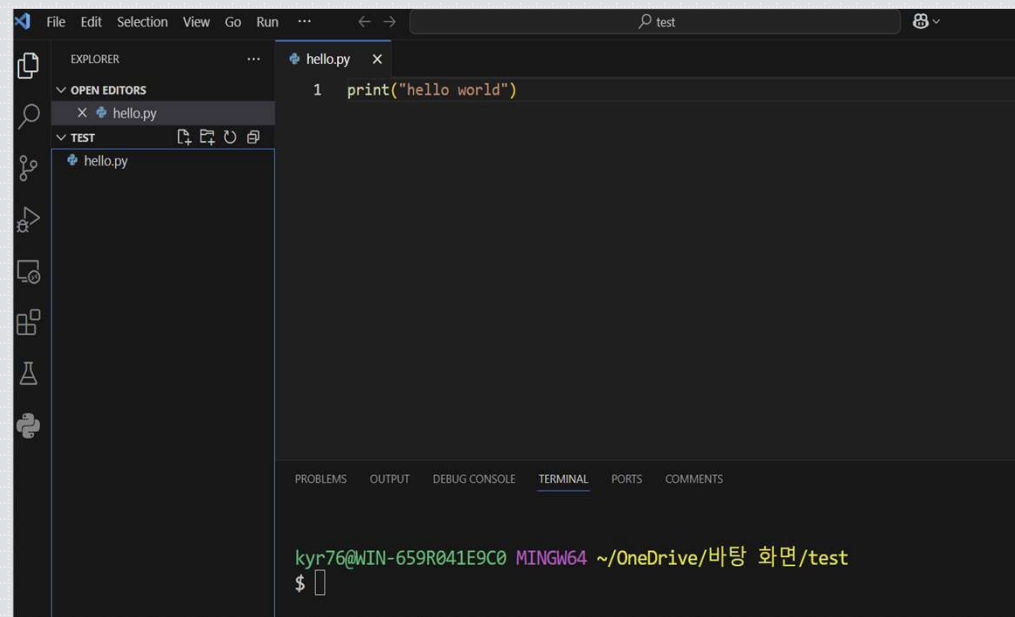 File Edit Selection View Go Run ... test
EXPLORER ...
OPEN EDITORS
hello.py
TEST
hello.py
hello.py
1 print("hello world")
PROBLEMS OUTPUT DEBUG CONSOLE TERMINAL PORTS COMMENTS
kyr76@WIN-659R041E9C0 MINGW64 ~/OneDrive/바탕 화면/test
$